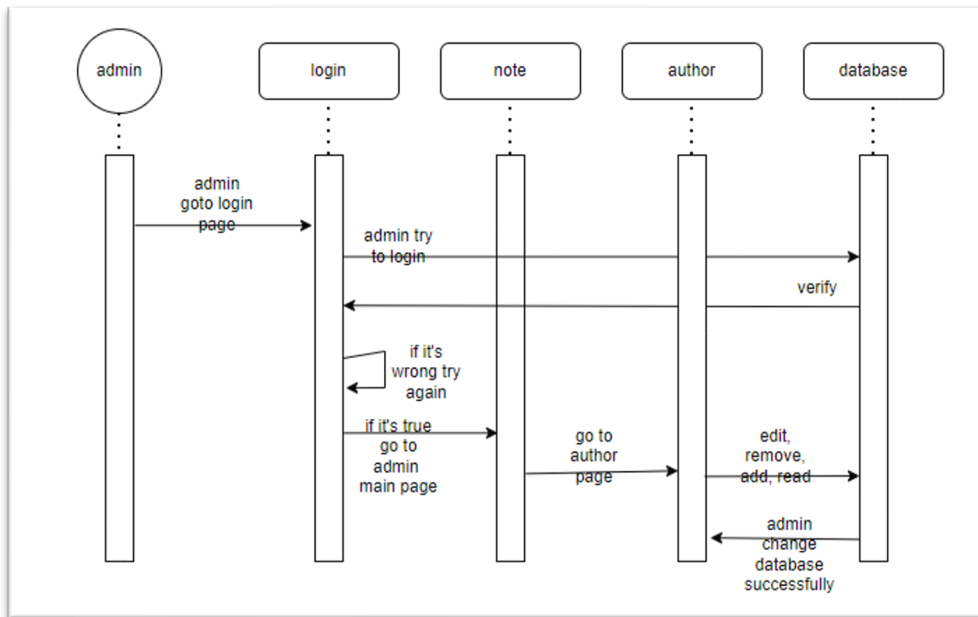 admin
login
note
author
database
admin
goto login
page
admin try
to login
verify
if it's
wrong try
again
if it's true
go to
admin
main page
go to
author
page
edit,
remove,
add, read
admin
change
database
successfully